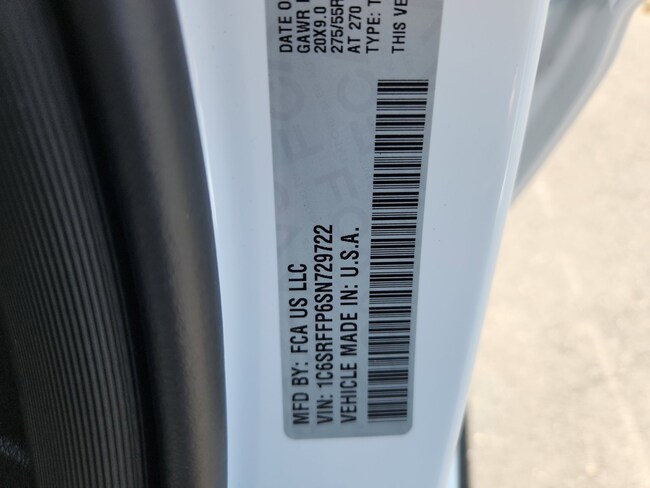 DATE O
GAWR
20X9.0
275/55R
AT 270
TYPE: T
THIS VE
MFD BY: FCA US LLC
VIN: 1C6SRFFP6SN729722
VEHICLE MADE IN: U.S.A.